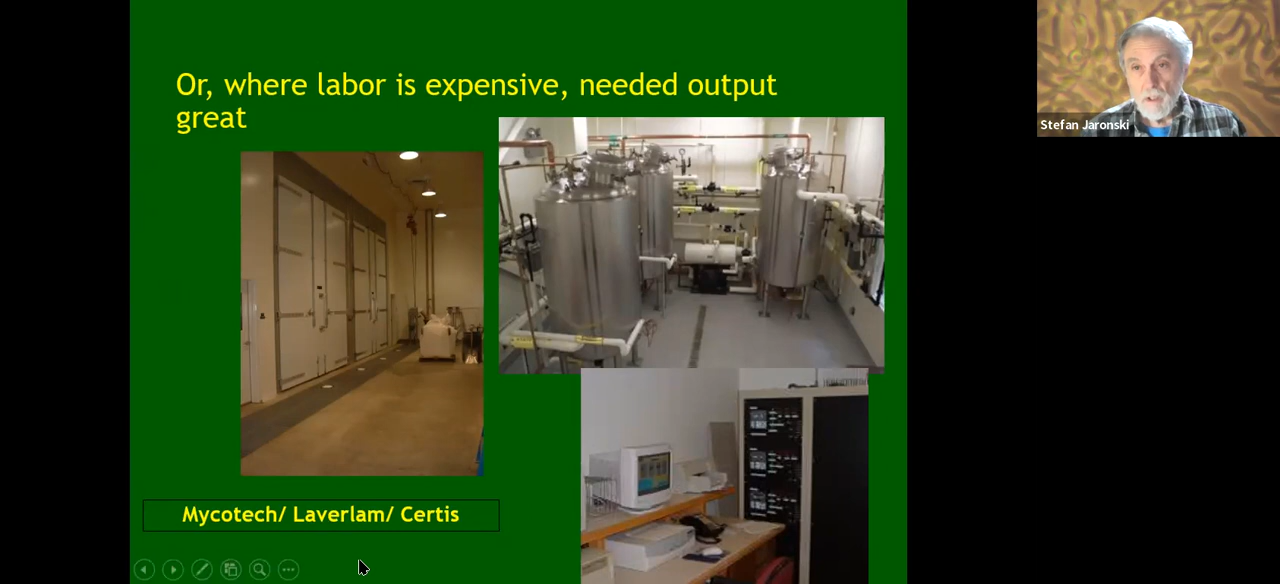 Or, where labor is expensive, needed output
great
Stefan Jaronski
Mycotech/ Laverlam/ Certis